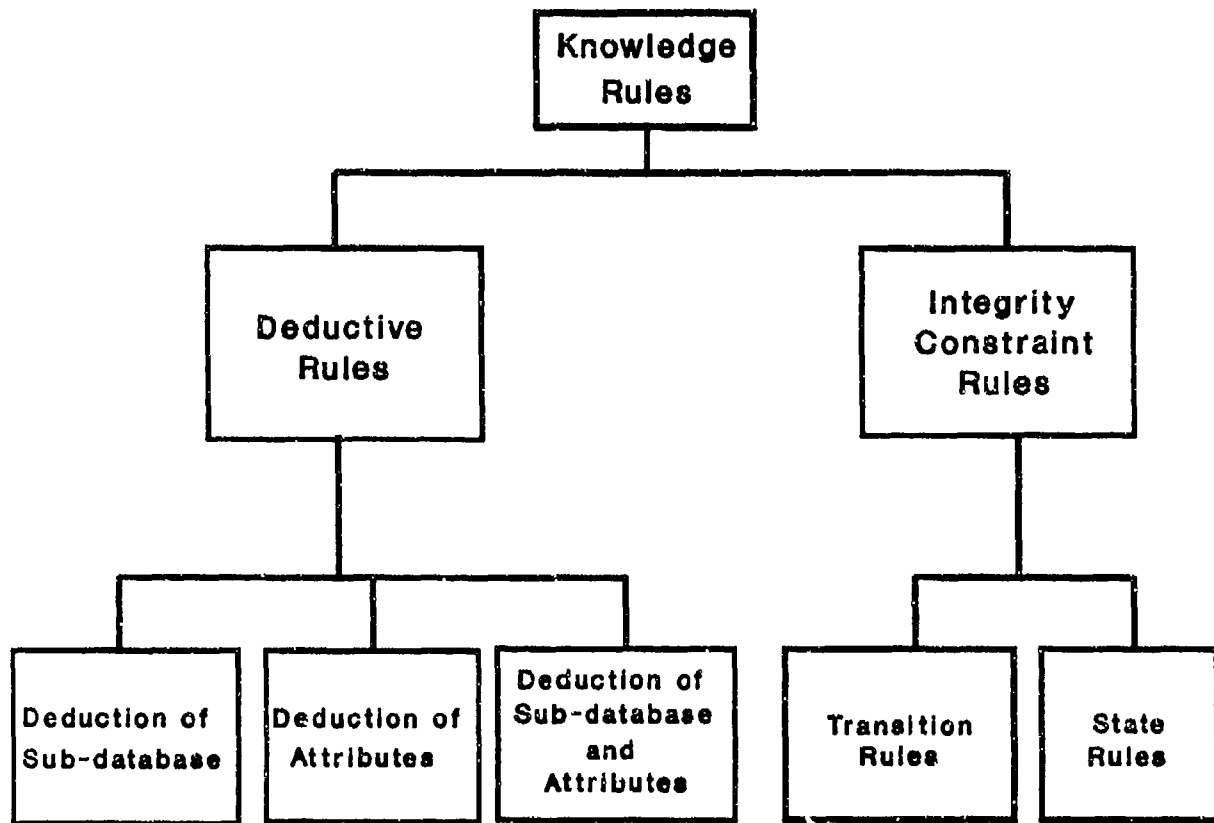 Knowledge
Rules
Deductive
Rules
Integrity
Constraint
Rules
Deduction of
Sub-database
Deduction of
Attributes
Deduction of
Sub-database
and
Attributes
Transition
Rules
State
Rules